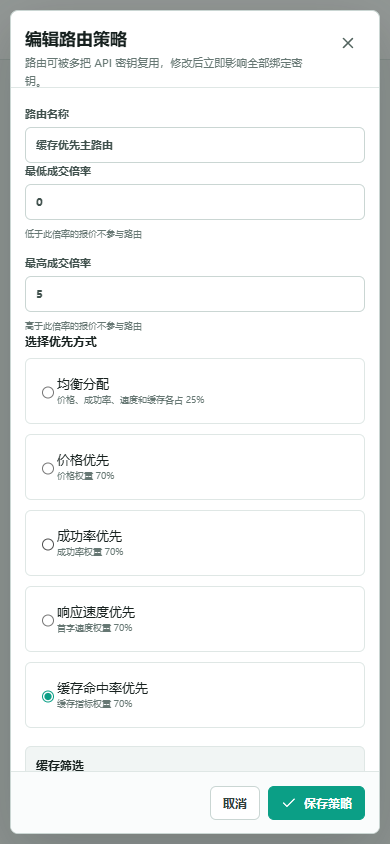 编辑路由策略
路由可被多把 API 密钥复用，修改后立即影响全部绑定密
钥。
路由名称
缓存优先主路由
最低成交倍率
0
低于此倍率的报价不参与路由
最高成交倍率
5
高于此倍率的报价不参与路由
选择优先方式
均衡分配
价格、成功率、速度和缓存各占 25%
价格优先
价格权重 70%
成功率优先
成功率权重 70%
响应速度优先
首字速度权重 70%
缓存命中率优先
缓存指标权重 70%
缓存筛选
取消
保存策略